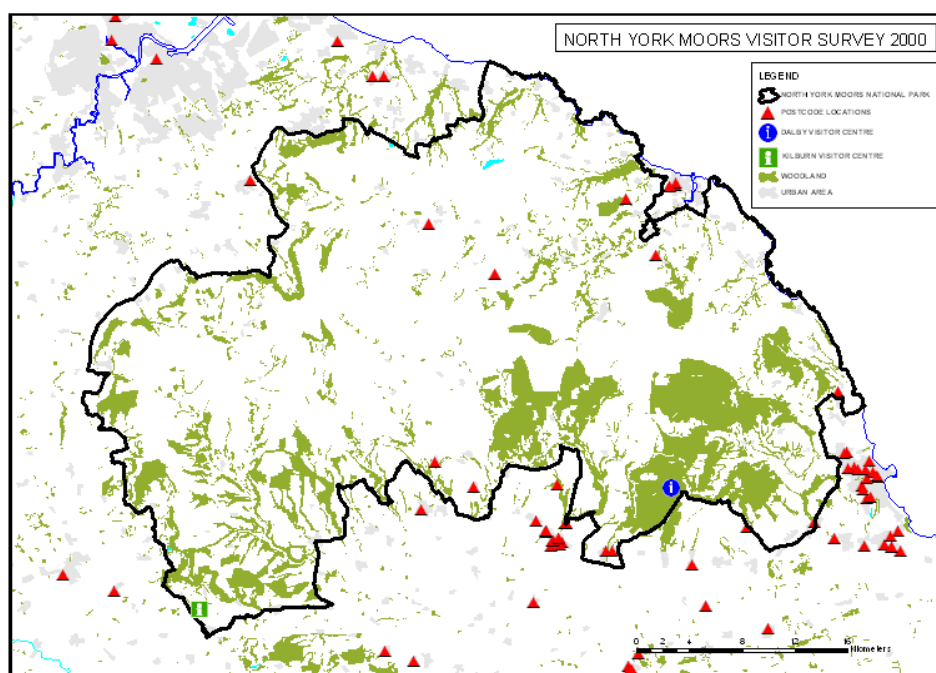 NORTH YORK MOORS VISITOR SURVEY 2000
LEGEND
NORTH YORK MOORS NATIONAL PARK
POSTCODE LOCATIONS
DALBY VISITOR CENTRE
KILBURN VISITOR CENTRE
WOODLAND
URBAN AREA
0 2 4 8 12 16
Kilometers